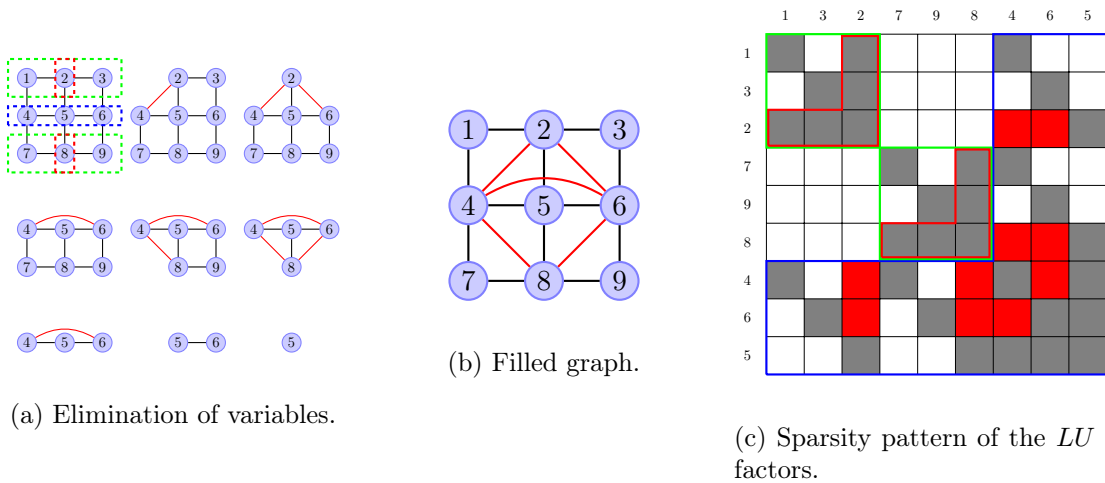 1 2 3
4 5 6
7 8 9
2 3
4 5 6
7 8 9
2
4 5 6
7 8 9
4 5 6
7 8 9
4 5 6
8 9
4 5 6
8
4 5 6
5 6
5
(a) Elimination of variables.
1 2 3
4 5 6
7 8 9
(b) Filled graph.
1 3 2 7 9 8 4 6 5
1
3
2
7
9
8
4
6
5
(c) Sparsity pattern of the LU
factors.